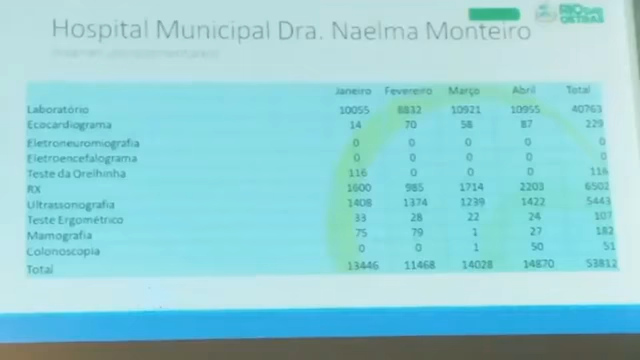 Hospital Municipal Dra. Naelma Monteiro
RIO DAS
OSTRAS
Janeiro Fevereiro Março Abril Total
Laboratório 10055 8832 10921 10955 40763
Ecocardiograma 14 70 58 87 229
Eletroneuromiografia 0 0 0 0 0
Eletroencefalograma 0 0 0 0 0
Teste da Orelhinha 116 0 0 0 116
RX 1600 985 1714 2203 6502
Ultrassonografia 1408 1374 1239 1422 5443
Teste Ergométrico 33 28 22 24 107
Mamografia 75 79 1 27 182
Colonoscopia 0 0 1 50 51
Total 13446 11468 14028 14870 53812